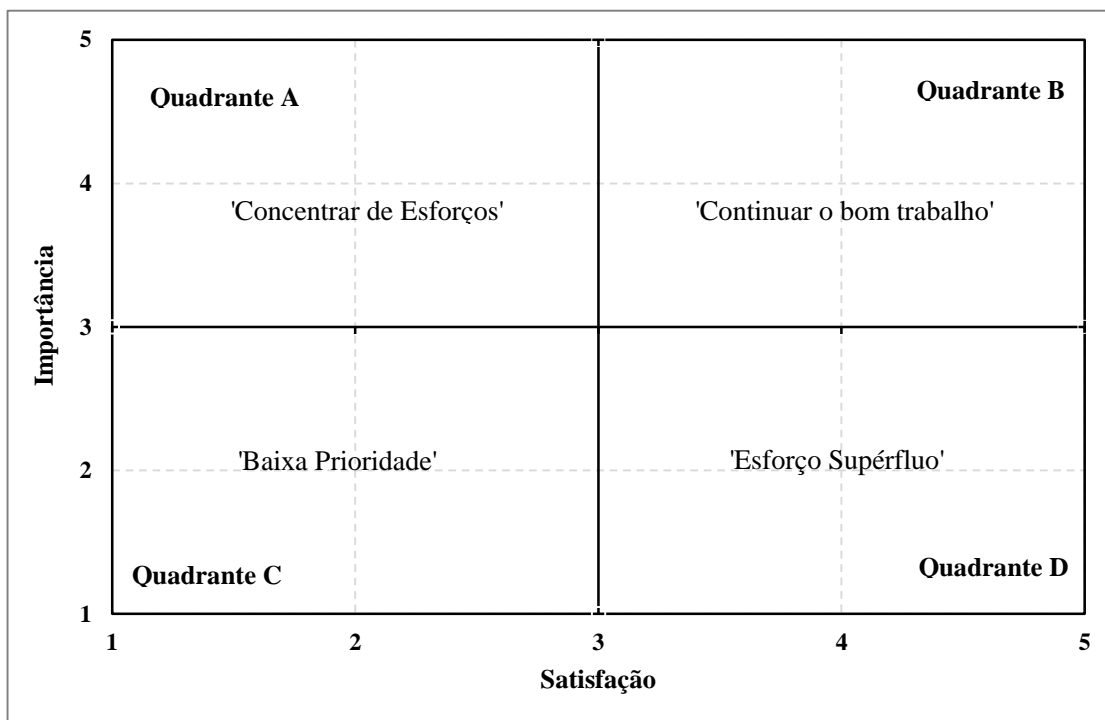 5
Quadrante A
Quadrante B
4
'Concentrar de Esforços'
'Continuar o bom trabalho'
Importância
3
'Baixa Prioridade'
'Esforço Supérfluo'
2
Quadrante C
Quadrante D
1
1 2 3 4 5
Satisfação